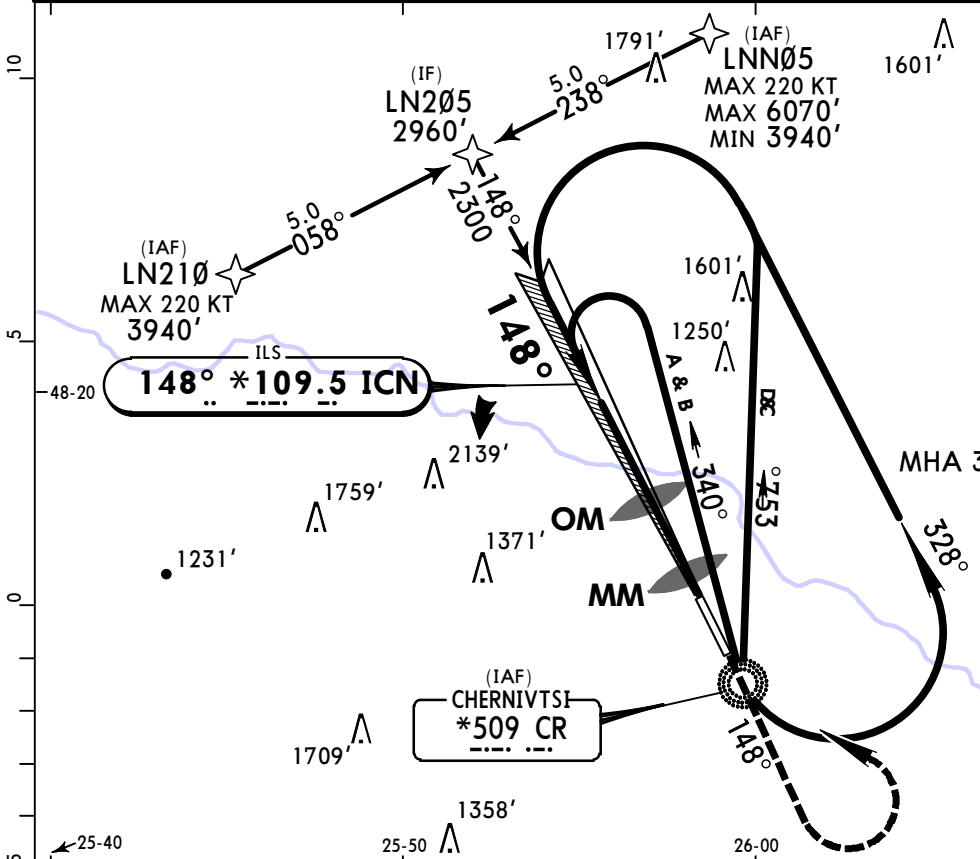 10
1791'
(IAF)
LNNØ5
MAX 220 KT
MAX 6070'
MIN 3940'
1601'
(IF)
LN2Ø5
2960'
5.0
238°
148°
2300
5.0
058°
(IAF)
LN21Ø
MAX 220 KT
3940'
1601'
1250'
5
148°
ILS
148° *109.5 ICN
48-20
A & B
340°
2139'
1759'
1371'
1231'
OM
MM
MHA 3
328°
0
(IAF)
CHERNIVTSI
*509 CR
148°
1709'
1358'
25-40
25-50
26-00
5